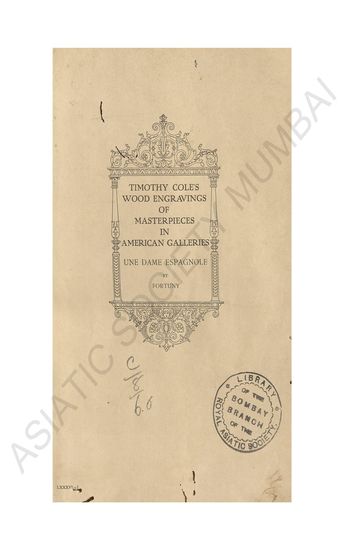 TIMOTHY COLE'S
WOOD ENGRAVINGS
OF
MASTERPIECES
IN
AMERICAN GALLERIES
UNE DAME ESPAGNOLE
BY
FORTUNY
LIBRARY
OF THE
BOMBAY
BRANCH
OF THE
ROYAL ASIATIC SOCIETY.
ASIATIC SOCIETY MUMBAI